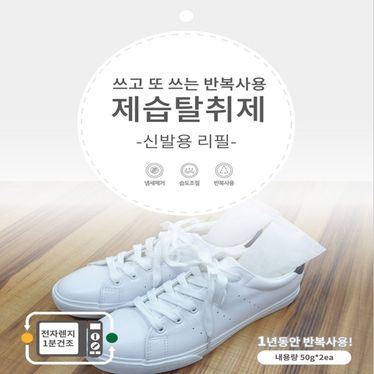 쓰고 또 쓰는 반복사용
제습탈취제
-신발용 리필-
냄새제거 습도조절 반복사용
전자렌지
1분건조
1년동안 반복사용!
내용량 50g*2ea